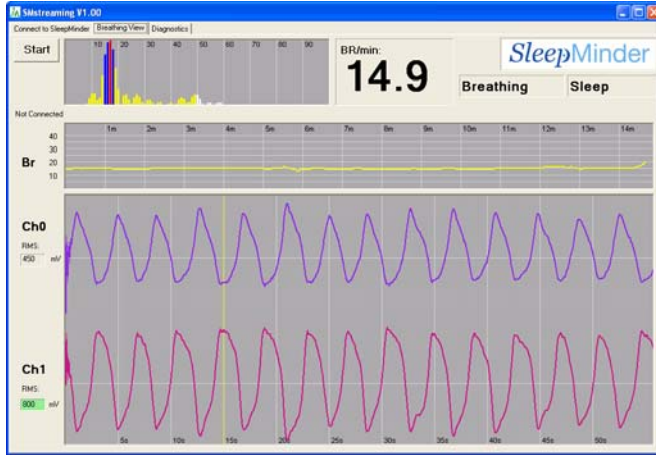 SMstreaming V1.00
Connect to SleepMinder Breathing View Diagnostics
Start
10 20 30 40 50 60 70 80 90
BR/min:
14.9
SleepMinder
Breathing Sleep
Not Connected
1m 2m 3m 4m 5m 6m 7m 8m 9m 10m 11m 12m 13m 14m
Br
40
30
20
10
Ch0
RMS:
450 mV
Ch1
RMS:
800 mV
5s 10s 15s 20s 25s 30s 35s 40s 45s 50s